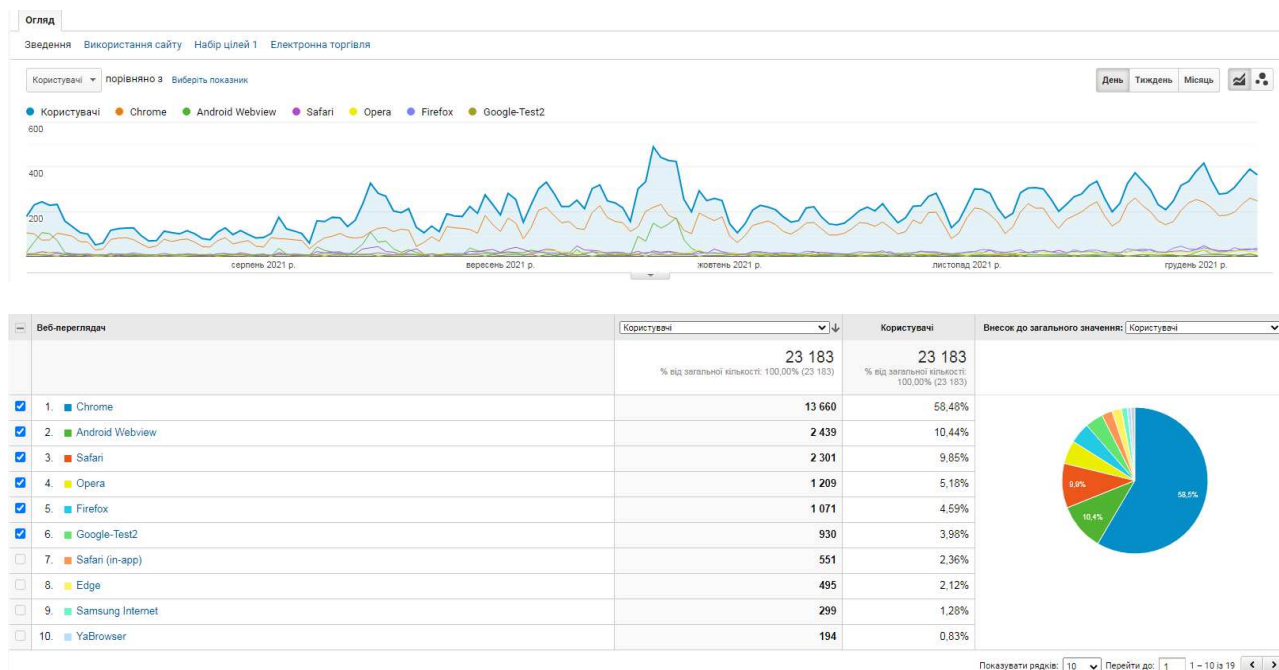 Огляд
Зведення Використання сайту Набір цілей 1 Електронна торгівля
Користувачі порівняно з Виберіть показник День Тиждень Місяць
Користувачі Chrome Android Webview Safari Opera Firefox Google-Test2
600
400
200
серпень 2021 р. вересень 2021 р. жовтень 2021 р. листопад 2021 р. грудень 2021 р.
Веб-переглядач Користувачі Користувачі Внесок до загального значення: Користувачі
23 183 23 183
% від загальної кількості: 100,00% (23 183) % від загальної кількості:
100,00% (23 183)
1. Chrome 13 660 58,48%
2. Android Webview 2 439 10,44%
3. Safari 2 301 9,85%
4. Opera 1 209 5,18%
5. Firefox 1 071 4,59%
6. Google-Test2 930 3,98%
7. Safari (in-app) 551 2,36%
8. Edge 495 2,12%
9. Samsung Internet 299 1,28%
10. YaBrowser 194 0,83%
9,9%
58,5%
10,4%
Показувати рядків: 10 Перейти до: 1 1 – 10 із 19